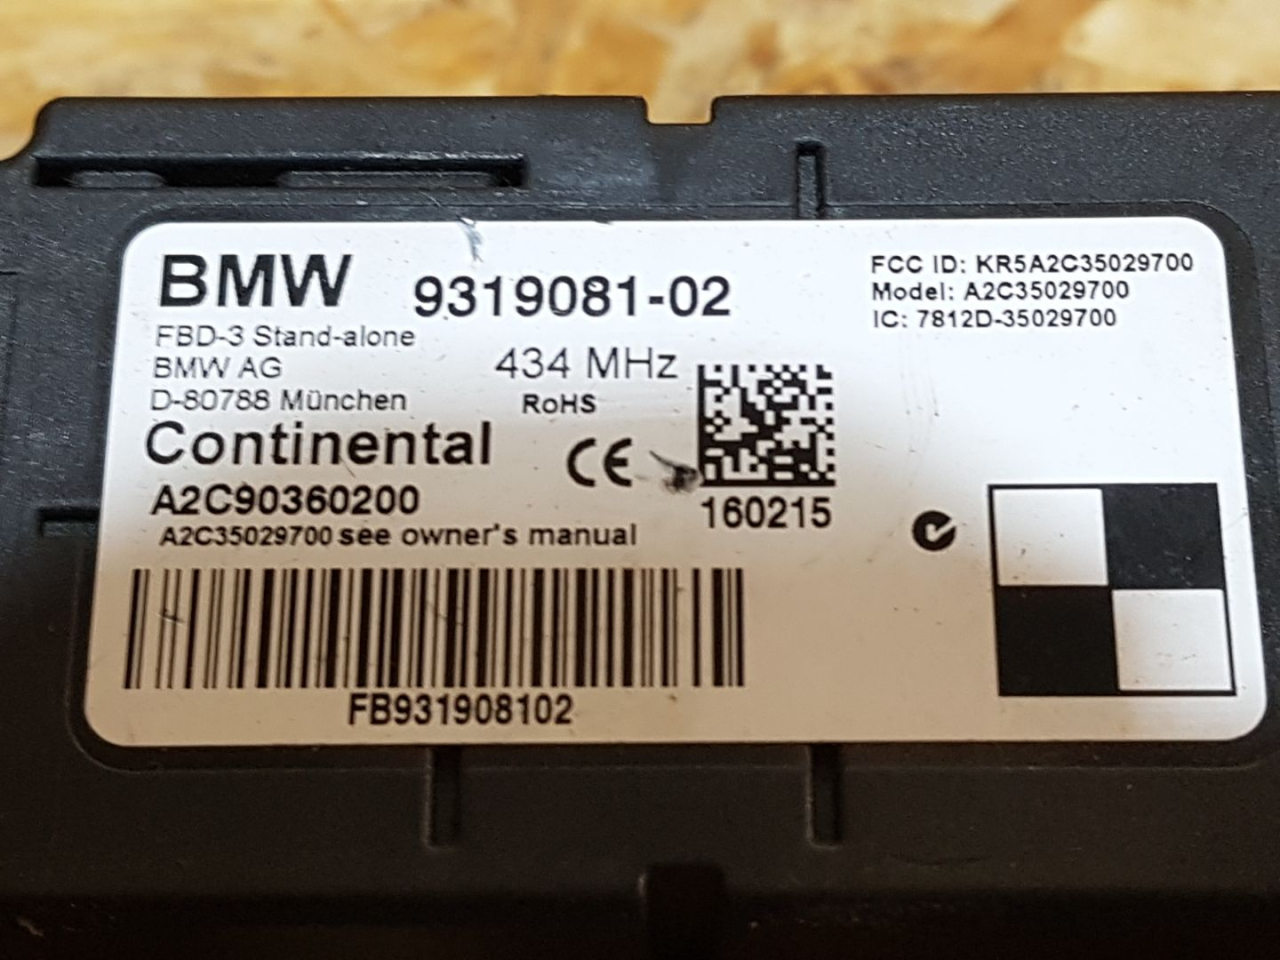 BMW 9319081-02
FBD-3 Stand-alone
BMW AG 434 MHz
D-80788 München RoHS
Continental CE
A2C90360200
160215
A2C35029700 see owner's manual
FB931908102
FCC ID: KR5A2C35029700
Model: A2C35029700
IC: 7812D-35029700